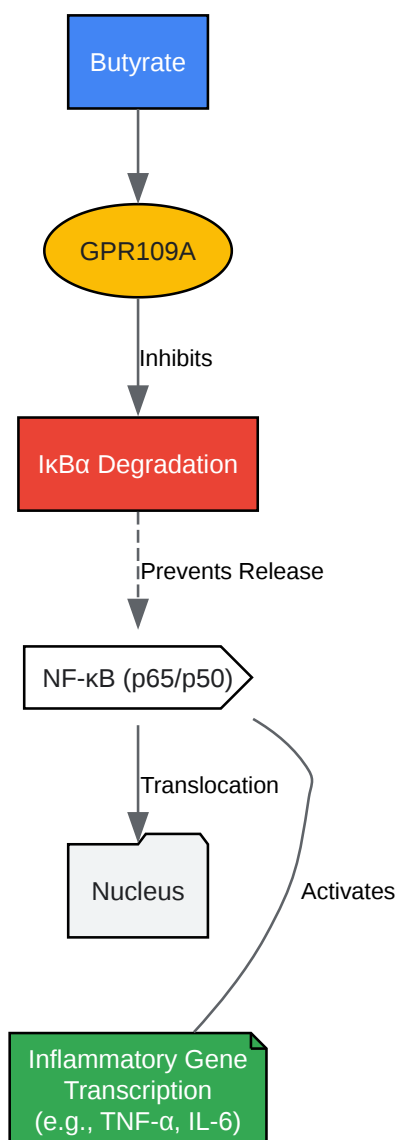 Butyrate
GPR109A
Inhibits
IκBα Degradation
Prevents Release
NF-κB (p65/p50)
Translocation
Nucleus
Activates
Inflammatory Gene
Transcription
(e.g., TNF-α, IL-6)